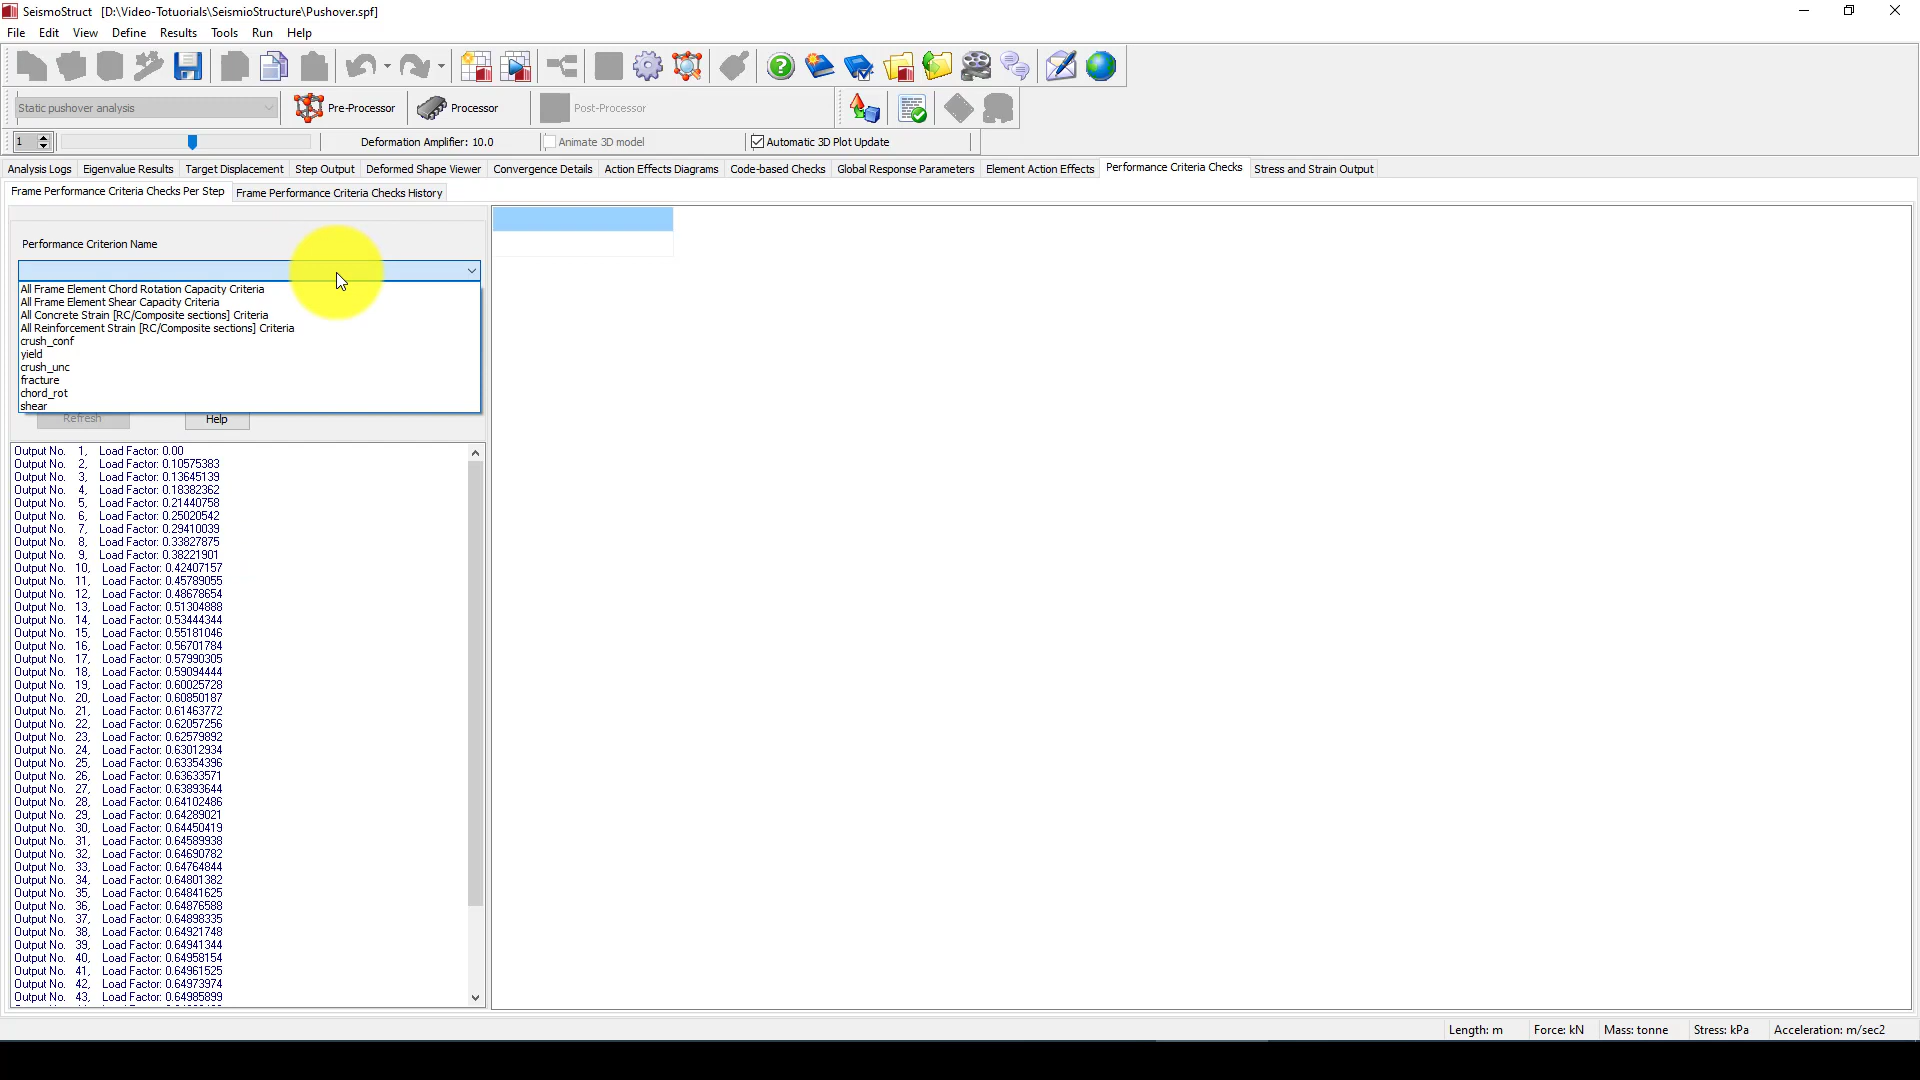 SeismoStruct [D:\Video-Totuorials\SeismioStructure\Pushover.spf]
File Edit View Define Results Tools Run Help
Static pushover analysis Pre-Processor Processor Post-Processor
1 Deformation Amplifier: 10.0 Animate 3D model Automatic 3D Plot Update
Analysis Logs Eigenvalue Results Target Displacement Step Output Deformed Shape Viewer Convergence Details Action Effects Diagrams Code-based Checks Global Response Parameters Element Action Effects Performance Criteria Checks Stress and Strain Output
Frame Performance Criteria Checks Per Step Frame Performance Criteria Checks History
Performance Criterion Name
All Frame Element Chord Rotation Capacity Criteria
All Frame Element Shear Capacity Criteria
All Concrete Strain [RC/Composite sections] Criteria
All Reinforcement Strain [RC/Composite sections] Criteria
crush_conf
yield
crush_unc
fracture
chord_rot
shear
Refresh Help
Output No. 1, Load Factor: 0.00
Output No. 2, Load Factor: 0.10575383
Output No. 3, Load Factor: 0.13645139
Output No. 4, Load Factor: 0.18382362
Output No. 5, Load Factor: 0.21440758
Output No. 6, Load Factor: 0.25020542
Output No. 7, Load Factor: 0.29410039
Output No. 8, Load Factor: 0.33827875
Output No. 9, Load Factor: 0.38221901
Output No. 10, Load Factor: 0.42407157
Output No. 11, Load Factor: 0.45789055
Output No. 12, Load Factor: 0.48678654
Output No. 13, Load Factor: 0.51304888
Output No. 14, Load Factor: 0.53444344
Output No. 15, Load Factor: 0.55181046
Output No. 16, Load Factor: 0.56701784
Output No. 17, Load Factor: 0.57990305
Output No. 18, Load Factor: 0.59094444
Output No. 19, Load Factor: 0.60025728
Output No. 20, Load Factor: 0.60850187
Output No. 21, Load Factor: 0.61463772
Output No. 22, Load Factor: 0.62057256
Output No. 23, Load Factor: 0.62579892
Output No. 24, Load Factor: 0.63012934
Output No. 25, Load Factor: 0.63354396
Output No. 26, Load Factor: 0.63633571
Output No. 27, Load Factor: 0.63893644
Output No. 28, Load Factor: 0.64102486
Output No. 29, Load Factor: 0.64289021
Output No. 30, Load Factor: 0.64450419
Output No. 31, Load Factor: 0.64589938
Output No. 32, Load Factor: 0.64690782
Output No. 33, Load Factor: 0.64764844
Output No. 34, Load Factor: 0.64801382
Output No. 35, Load Factor: 0.64841625
Output No. 36, Load Factor: 0.64876588
Output No. 37, Load Factor: 0.64898335
Output No. 38, Load Factor: 0.64921748
Output No. 39, Load Factor: 0.64941344
Output No. 40, Load Factor: 0.64958154
Output No. 41, Load Factor: 0.64961525
Output No. 42, Load Factor: 0.64973974
Output No. 43, Load Factor: 0.64985899
Length: m Force: kN Mass: tonne Stress: kPa Acceleration: m/sec2